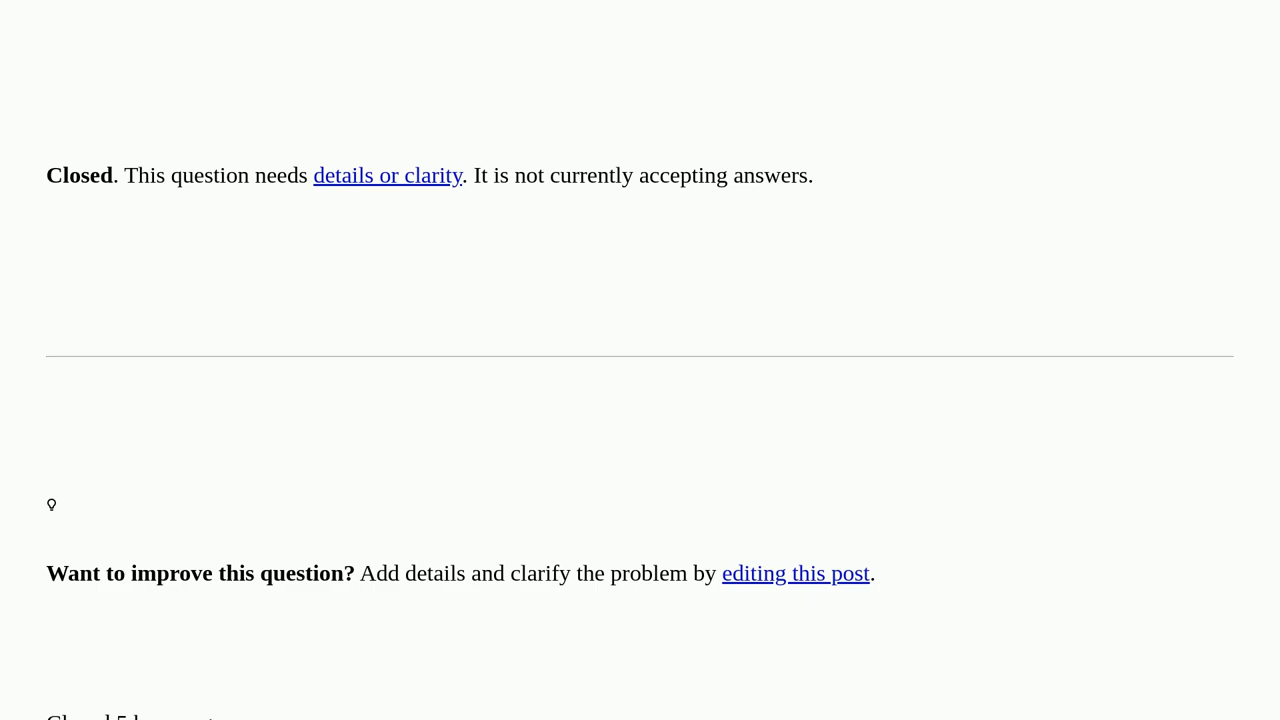 Closed. This question needs details or clarity. It is not currently accepting answers.
Want to improve this question? Add details and clarify the problem by editing this post.